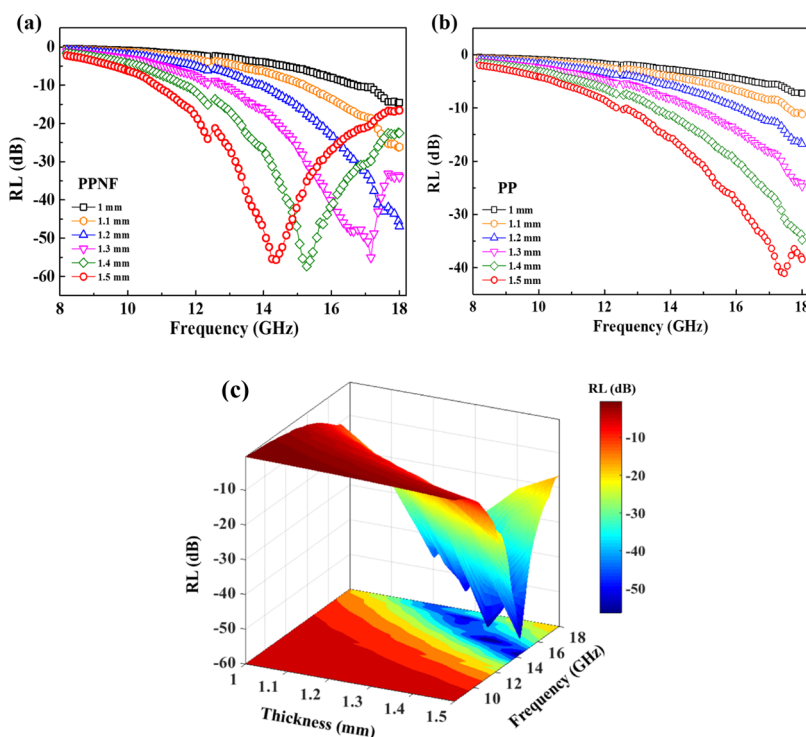 (a)
0
-10
-20
-30
-40
-50
-60
RL (dB)
PPNF
1 mm
1.1 mm
1.2 mm
1.3 mm
1.4 mm
1.5 mm
8 10 12 14 16 18
Frequency (GHz)
(b)
0
-10
-20
-30
-40
RL (dB)
PP
1 mm
1.1 mm
1.2 mm
1.3 mm
1.4 mm
1.5 mm
8 10 12 14 16 18
Frequency (GHz)
(c)
RL (dB)
-10
-20
-30
-40
-50
-10
-20
-30
-40
-50
-60
RL (dB)
1 1.1 1.2 1.3 1.4 1.5
Thickness (mm)
10 12 14 16 18
Frequency (GHz)